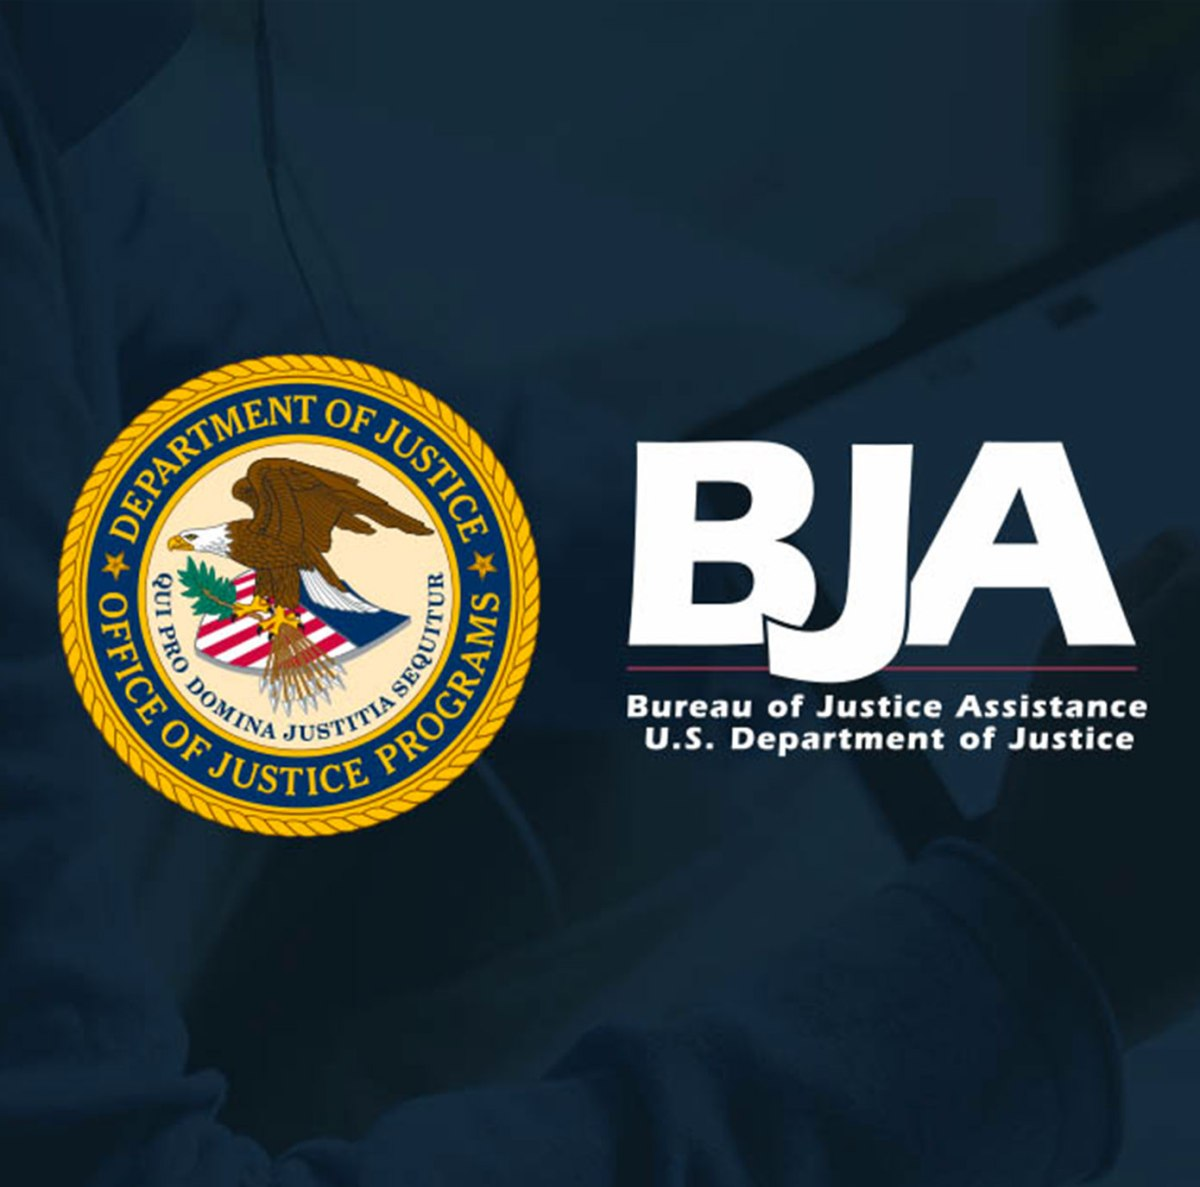 DEPARTMENT OF JUSTICE
OFFICE OF JUSTICE PROGRAMS
QUI PRO DOMINA JUSTITIA SEQUITUR
BJA
Bureau of Justice Assistance
U.S. Department of Justice